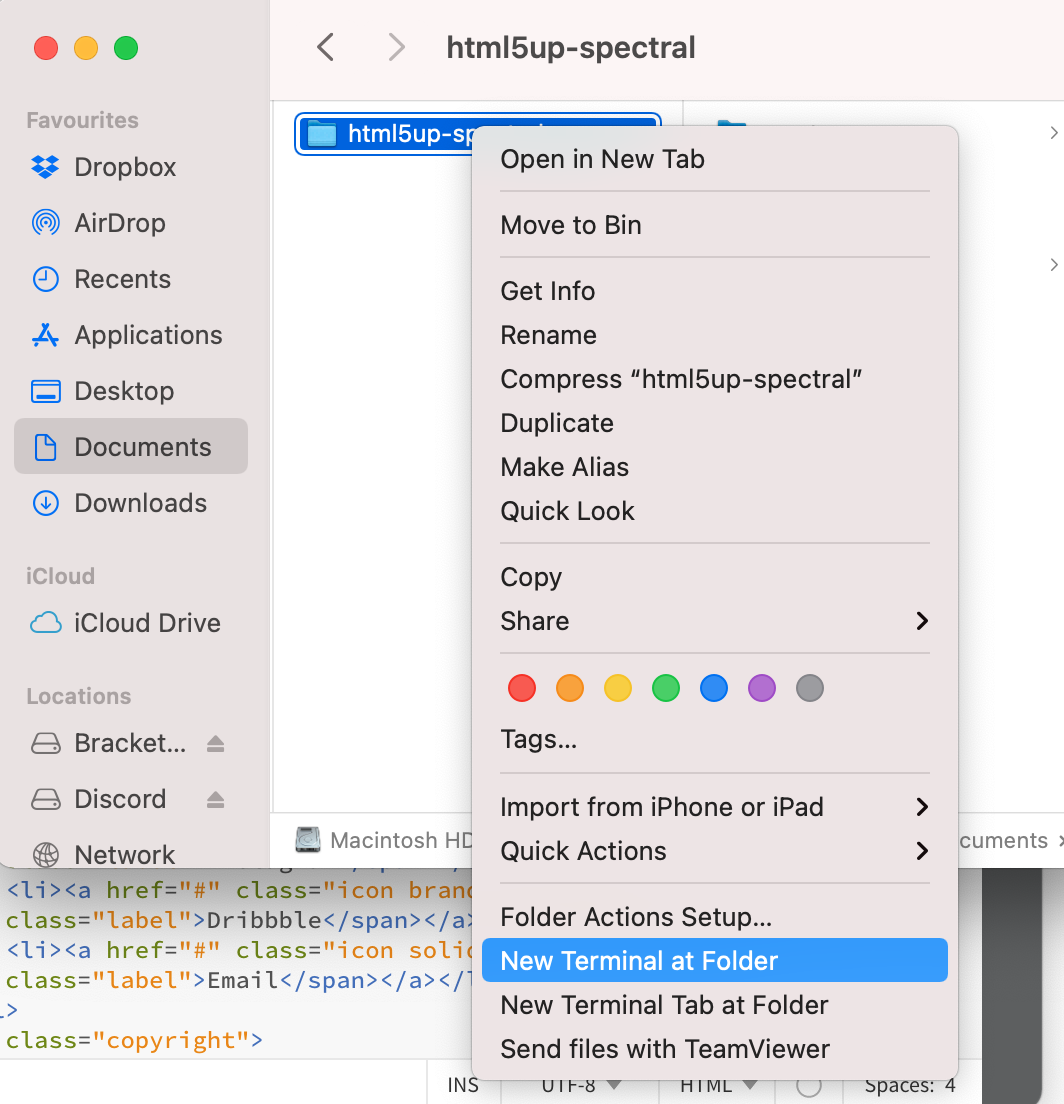 html5up-spectral
Favourites
Dropbox
AirDrop
Recents
Applications
Desktop
Documents
Downloads
iCloud
iCloud Drive
Locations
Bracket...
Discord
Network
html5up-sp
Open in New Tab
Move to Bin
Get Info
Rename
Compress “html5up-spectral”
Duplicate
Make Alias
Quick Look
Copy
Share
Tags...
Import from iPhone or iPad
Quick Actions
Folder Actions Setup...
New Terminal at Folder
New Terminal Tab at Folder
Send files with TeamViewer
Macintosh HD
cuments
<li><a href="#" class="icon bran
class="label">Dribbble</span></a>
<li><a href="#" class="icon solid
class="label">Email</span></a></l
>
class="copyright">
INS UTF-8 HTML Spaces: 4